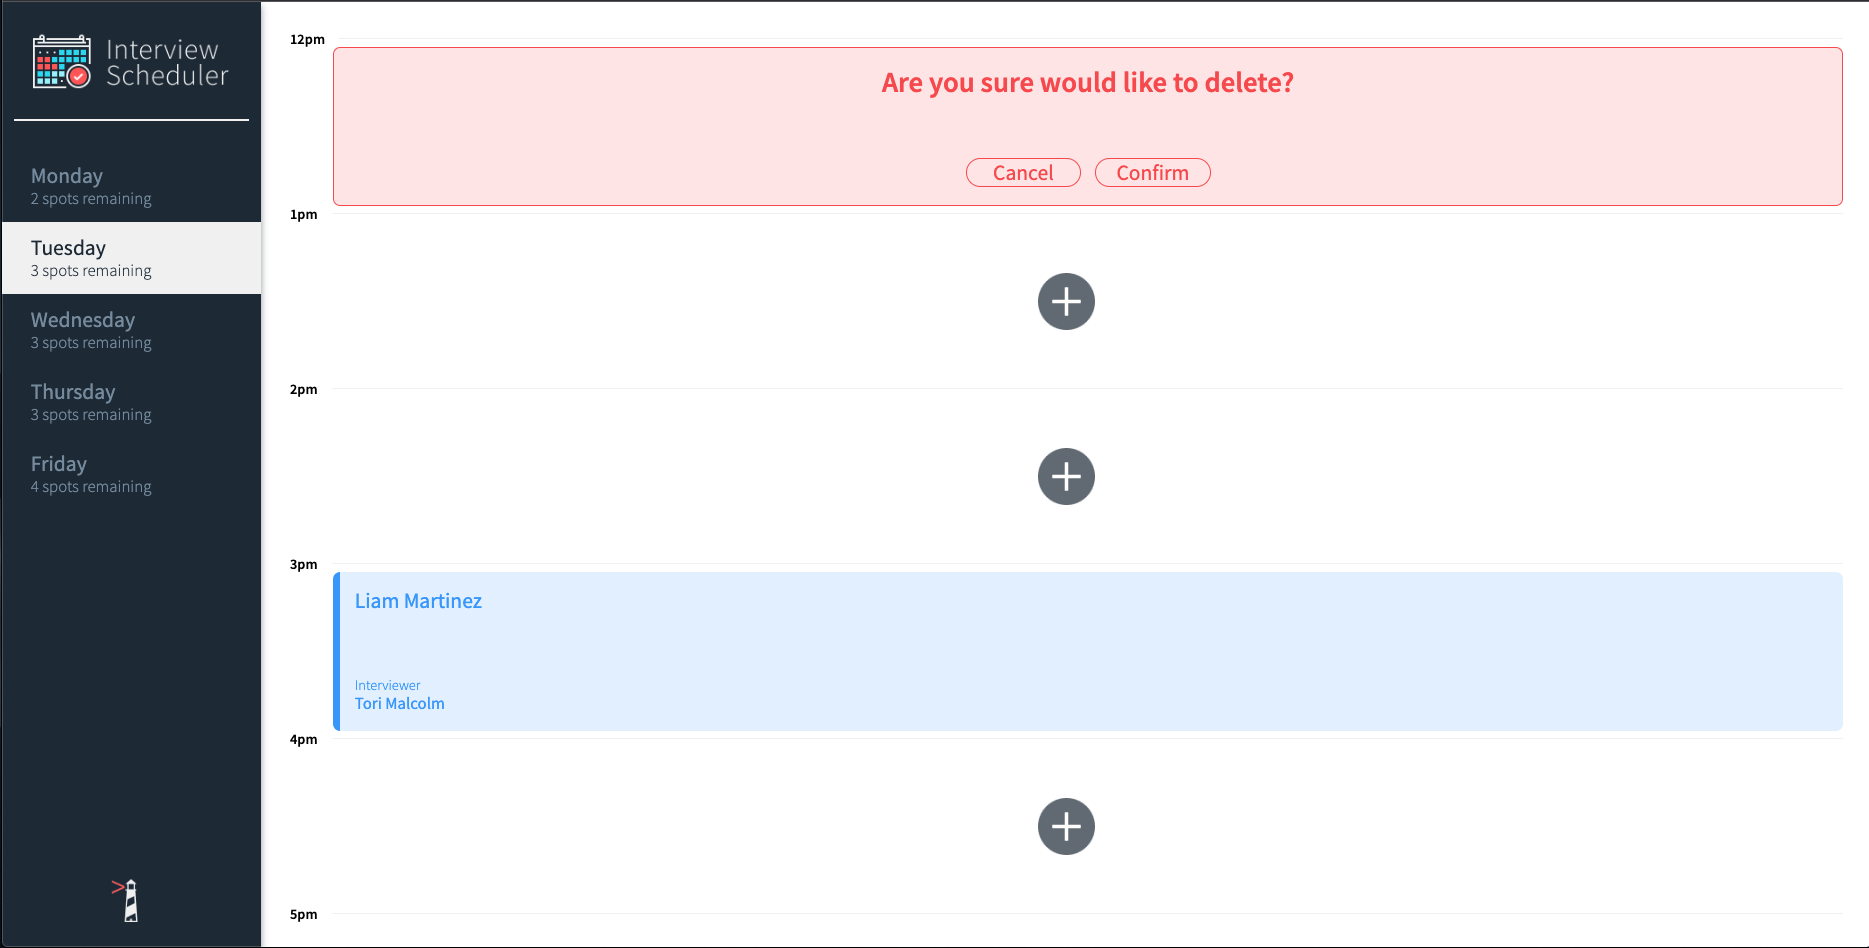 Interview
Scheduler
Monday
2 spots remaining
Tuesday
3 spots remaining
Wednesday
3 spots remaining
Thursday
3 spots remaining
Friday
4 spots remaining
12pm
Are you sure would like to delete?
Cancel Confirm
1pm
2pm
3pm
Liam Martinez
Interviewer
Tori Malcolm
4pm
5pm